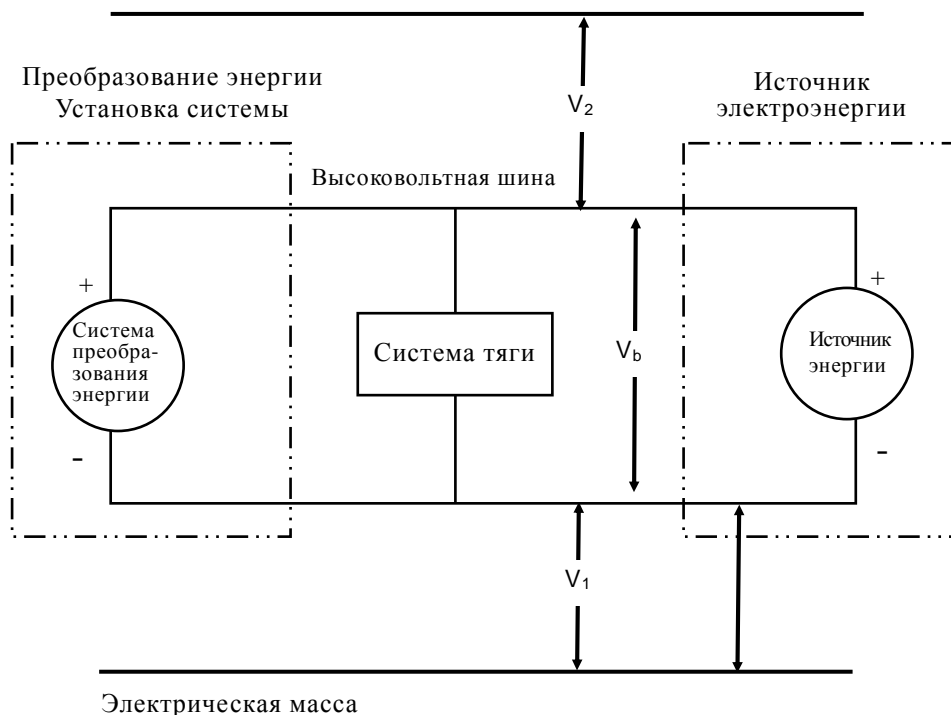 Преобразование энергии
Установка системы
Источник
электроэнергии
V₂
Высоковольтная шина
+
+
Система
преобра-
зования
энергии
Система тяги
V_b
Источник
энергии
-
-
V₁
Электрическая масса